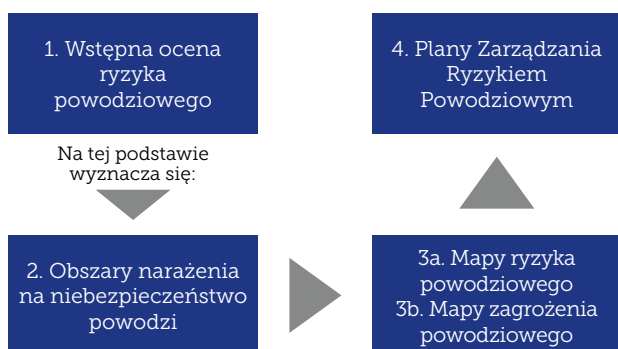 1. Wstępna ocena
ryzyka
powodziowego
Na tej podstawie
wyznacza się:
2. Obszary narażenia
na niebezpieczeństwo
powodzi
3a. Mapy ryzyka
powodziowego
3b. Mapy zagrożenia
powodziowego
4. Plany Zarządzania
Ryzykiem
Powodziowym